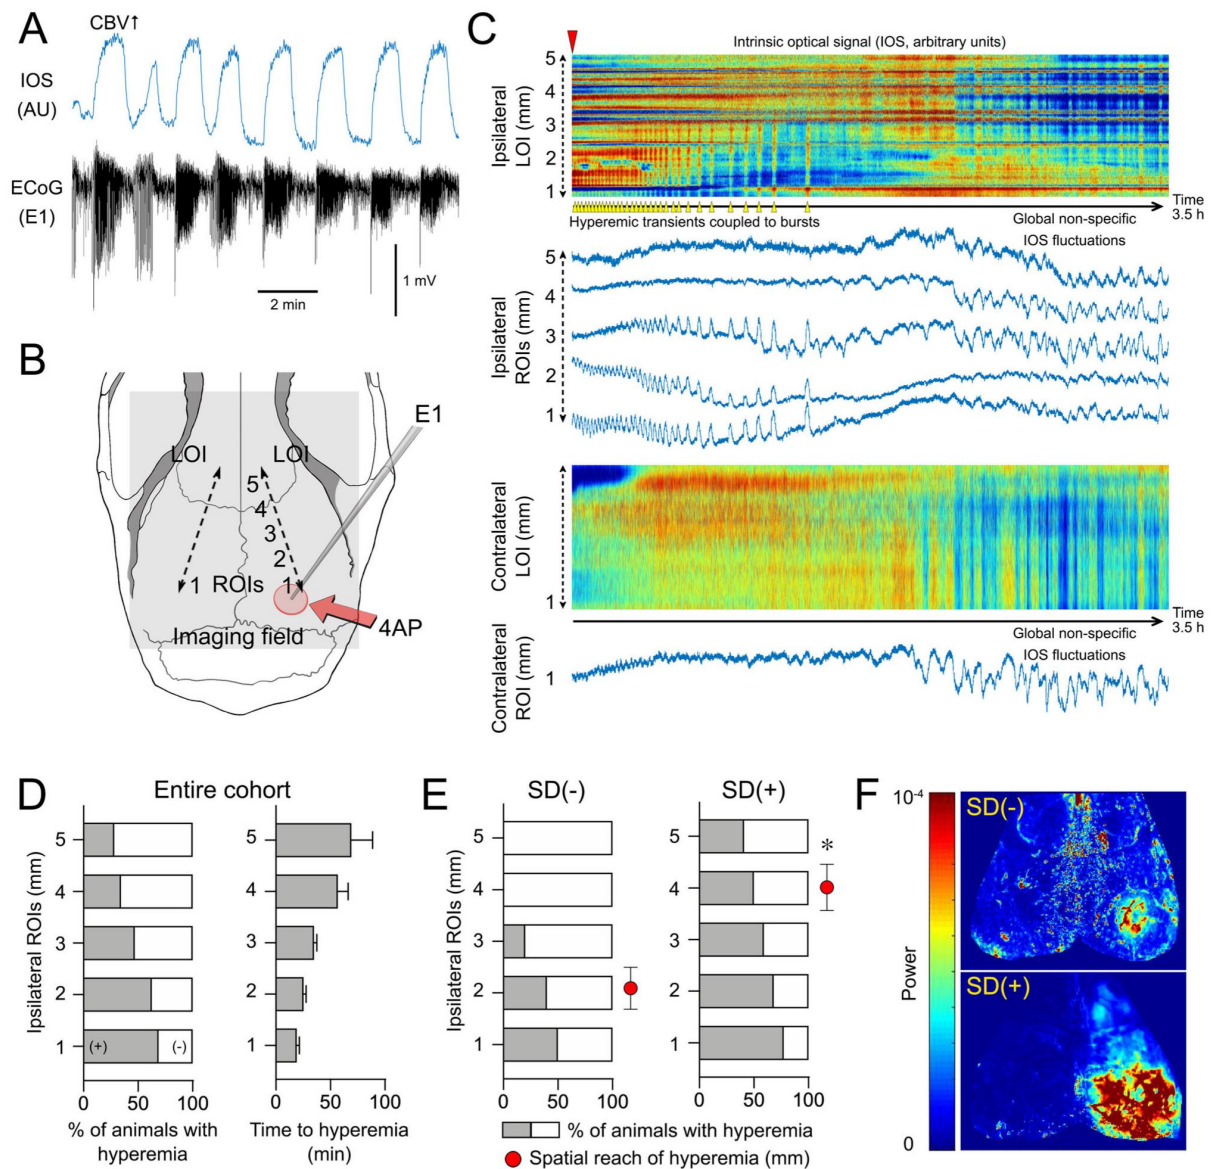 A
CBV↑
IOS
(AU)
ECoG
(E1)
1 mV
2 min
B
E1
LOI
LOI
5
4
3
2
1
ROIs
1
4AP
Imaging field
C
Intrinsic optical signal (IOS, arbitrary units)
Ipsilateral
LOI (mm)
5
4
3
2
1
Time
3.5 h
Hyperemic transients coupled to bursts
Global non-specific
IOS fluctuations
Ipsilateral
ROIs (mm)
5
4
3
2
1
Contralateral
LOI (mm)
1
Time
3.5 h
Global non-specific
IOS fluctuations
Contralateral
ROI (mm)
1
D
Entire cohort
Ipsilateral ROIs (mm)
5
4
3
2
1
(+)
(-)
0
100
% of animals with
hyperemia
5
4
3
2
1
0
100
Time to hyperemia
(min)
E
SD(-)
SD(+)
Ipsilateral ROIs (mm)
5
4
3
2
1
0
100
5
4
3
2
1
*
0
100
% of animals with hyperemia
Spatial reach of hyperemia (mm)
F
10-4
Power
0
SD(-)
SD(+)